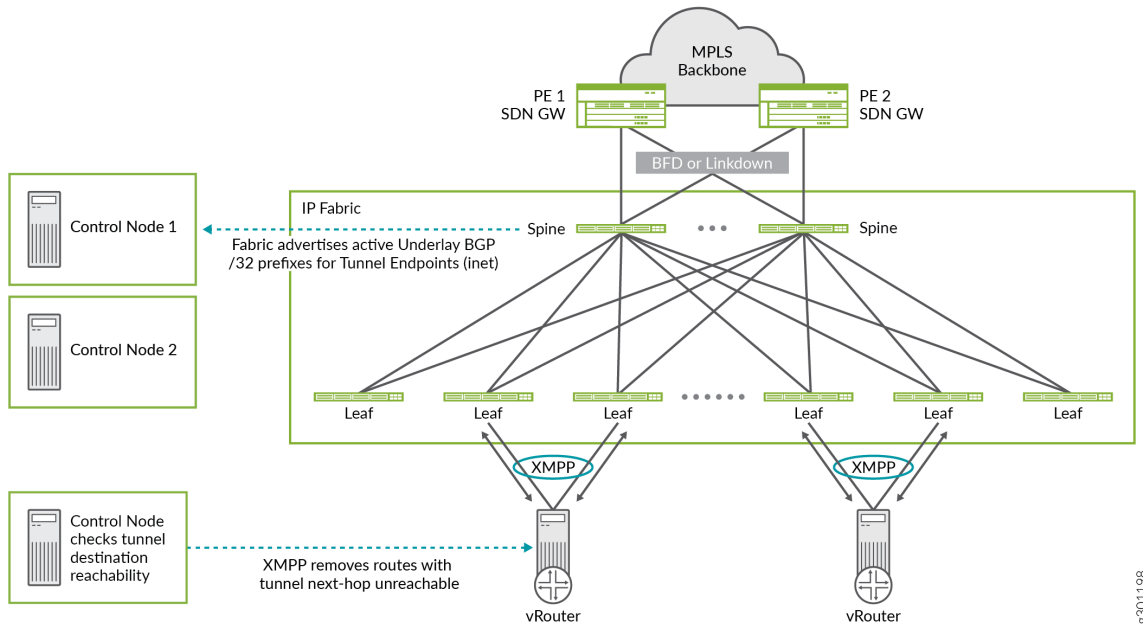 MPLS
Backbone
PE 1
SDN GW
PE 2
SDN GW
BFD or Linkdown
Control Node 1
IP Fabric
Spine
Spine
Fabric advertises active Underlay BGP
/32 prefixes for Tunnel Endpoints (inet)
Control Node 2
Leaf
Leaf
Leaf
Leaf
Leaf
Leaf
XMPP
XMPP
Control Node
checks tunnel
destination
reachability
XMPP removes routes with
tunnel next-hop unreachable
vRouter
vRouter
g301198